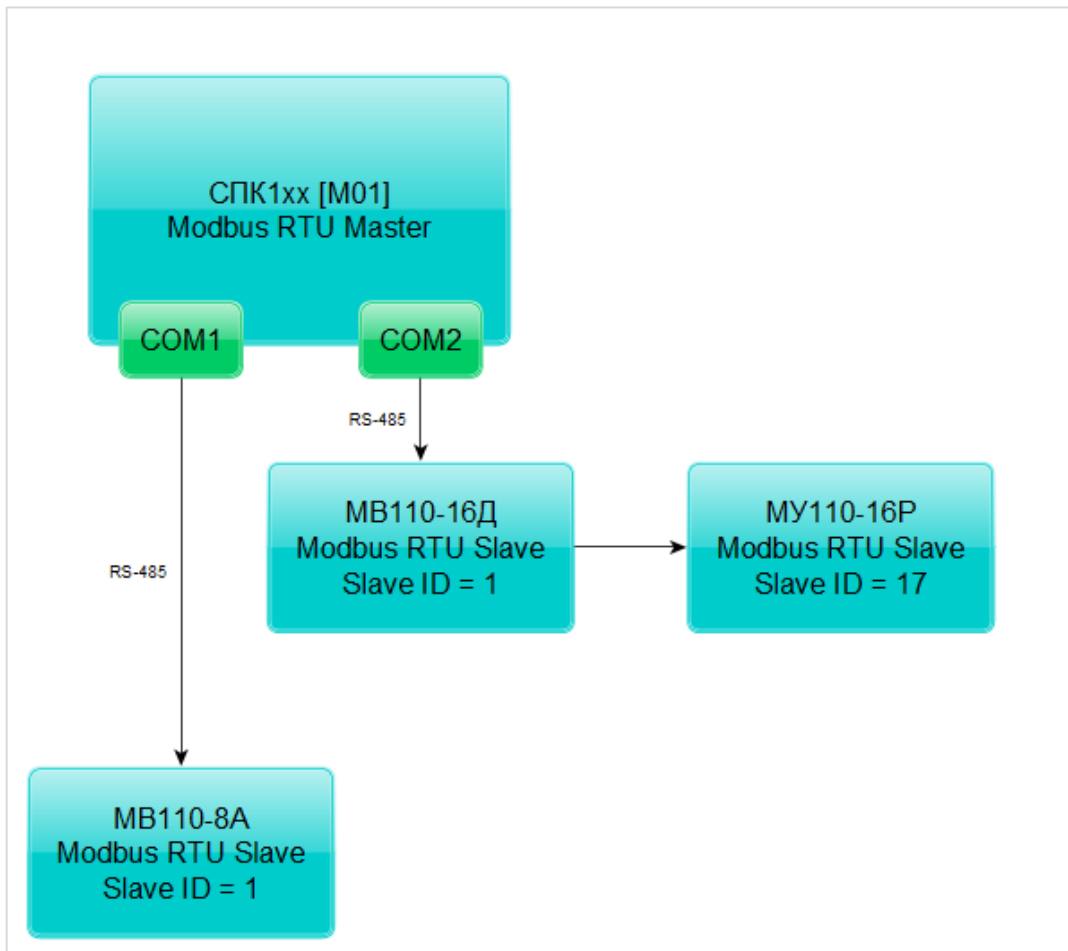 СПК1хх [M01]
Modbus RTU Master
COM1
COM2
RS-485
МВ110-16Д
Modbus RTU Slave
Slave ID = 1
МУ110-16Р
Modbus RTU Slave
Slave ID = 17
RS-485
МВ110-8А
Modbus RTU Slave
Slave ID = 1